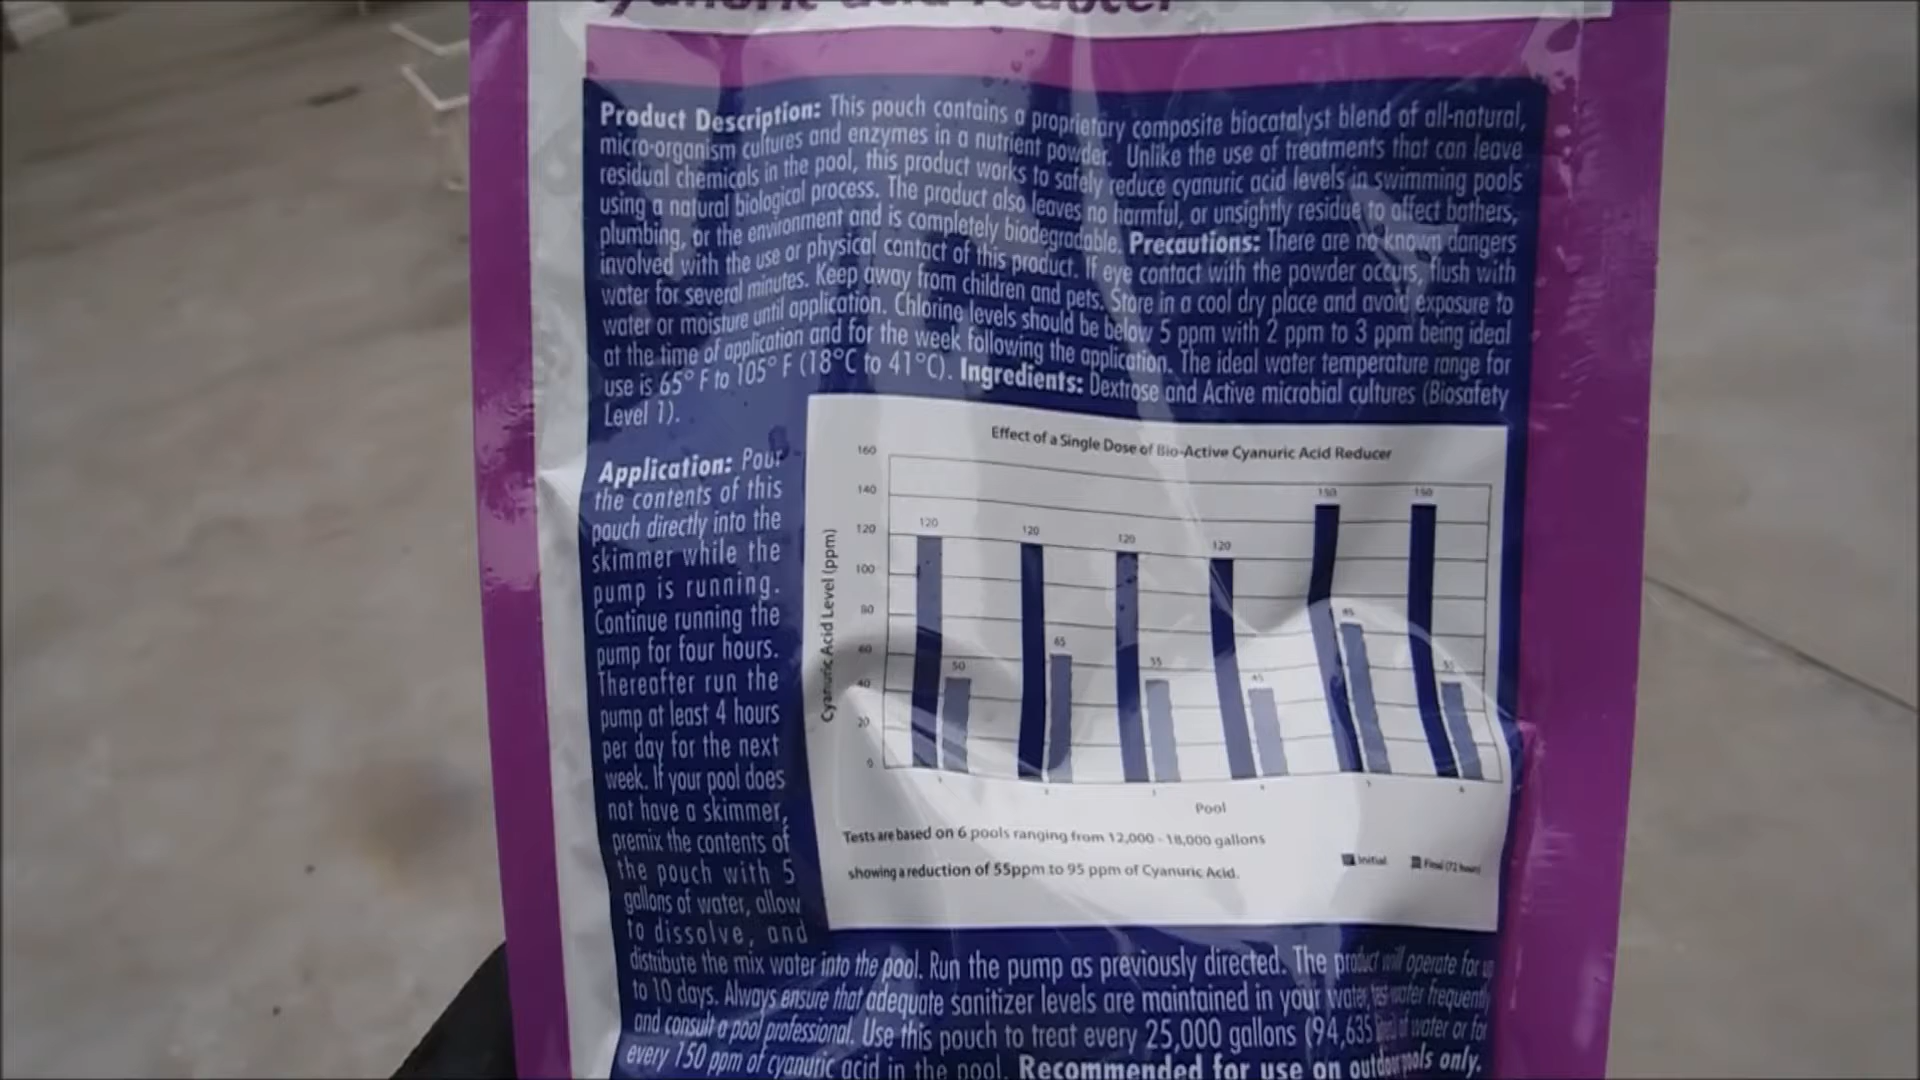 cyanuric acid reducer
Product Description: This pouch contains a proprietary composite biocatalyst blend of all-natural,
micro-organism cultures and enzymes in a nutrient powder. Unlike the use of treatments that can leave
residual chemicals in the pool, this product works to safely reduce cyanuric acid levels in swimming pools
using a natural biological process. The product also leaves no harmful, or unsightly residue to affect bathers,
plumbing, or the environment and is completely biodegradable. Precautions: There are no known dangers
involved with the use or physical contact of this product. If eye contact with the powder occurs, flush with
water for several minutes. Keep away from children and pets. Store in a cool dry place and avoid exposure to
water or moisture until application. Chlorine levels should be below 5 ppm with 2 ppm to 3 ppm being ideal
at the time of application and for the week following the application. The ideal water temperature range for
use is 65° F to 105° F (18°C to 41°C). Ingredients: Dextrose and Active microbial cultures (Biosafety
Level 1).
Application: Pour
the contents of this
pouch directly into the
skimmer while the
pump is running.
Continue running the
pump for four hours.
Thereafter run the
pump at least 4 hours
per day for the next
week. If your pool does
not have a skimmer,
premix the contents of
the pouch with 5
gallons of water, allow
to dissolve, and
distribute the mix water into the pool. Run the pump as previously directed. The product will operate for up
to 10 days. Always ensure that adequate sanitizer levels are maintained in your water, test water frequently
and consult a pool professional. Use this pouch to treat every 25,000 gallons (94,635 of water or for
every 150 ppm of cyanuric acid in the pool. Recommended for use on outdoor pools only.
Effect of a Single Dose of Bio-Active Cyanuric Acid Reducer
Cyanuric Acid Level (ppm)
160
140
120
100
80
60
40
20
0
120
50
120
65
120
55
120
45
150
85
150
55
Pool
Tests are based on 6 pools ranging from 12,000 - 18,000 gallons
showing a reduction of 55ppm to 95 ppm of Cyanuric Acid.
Initial
Final (72 hours)